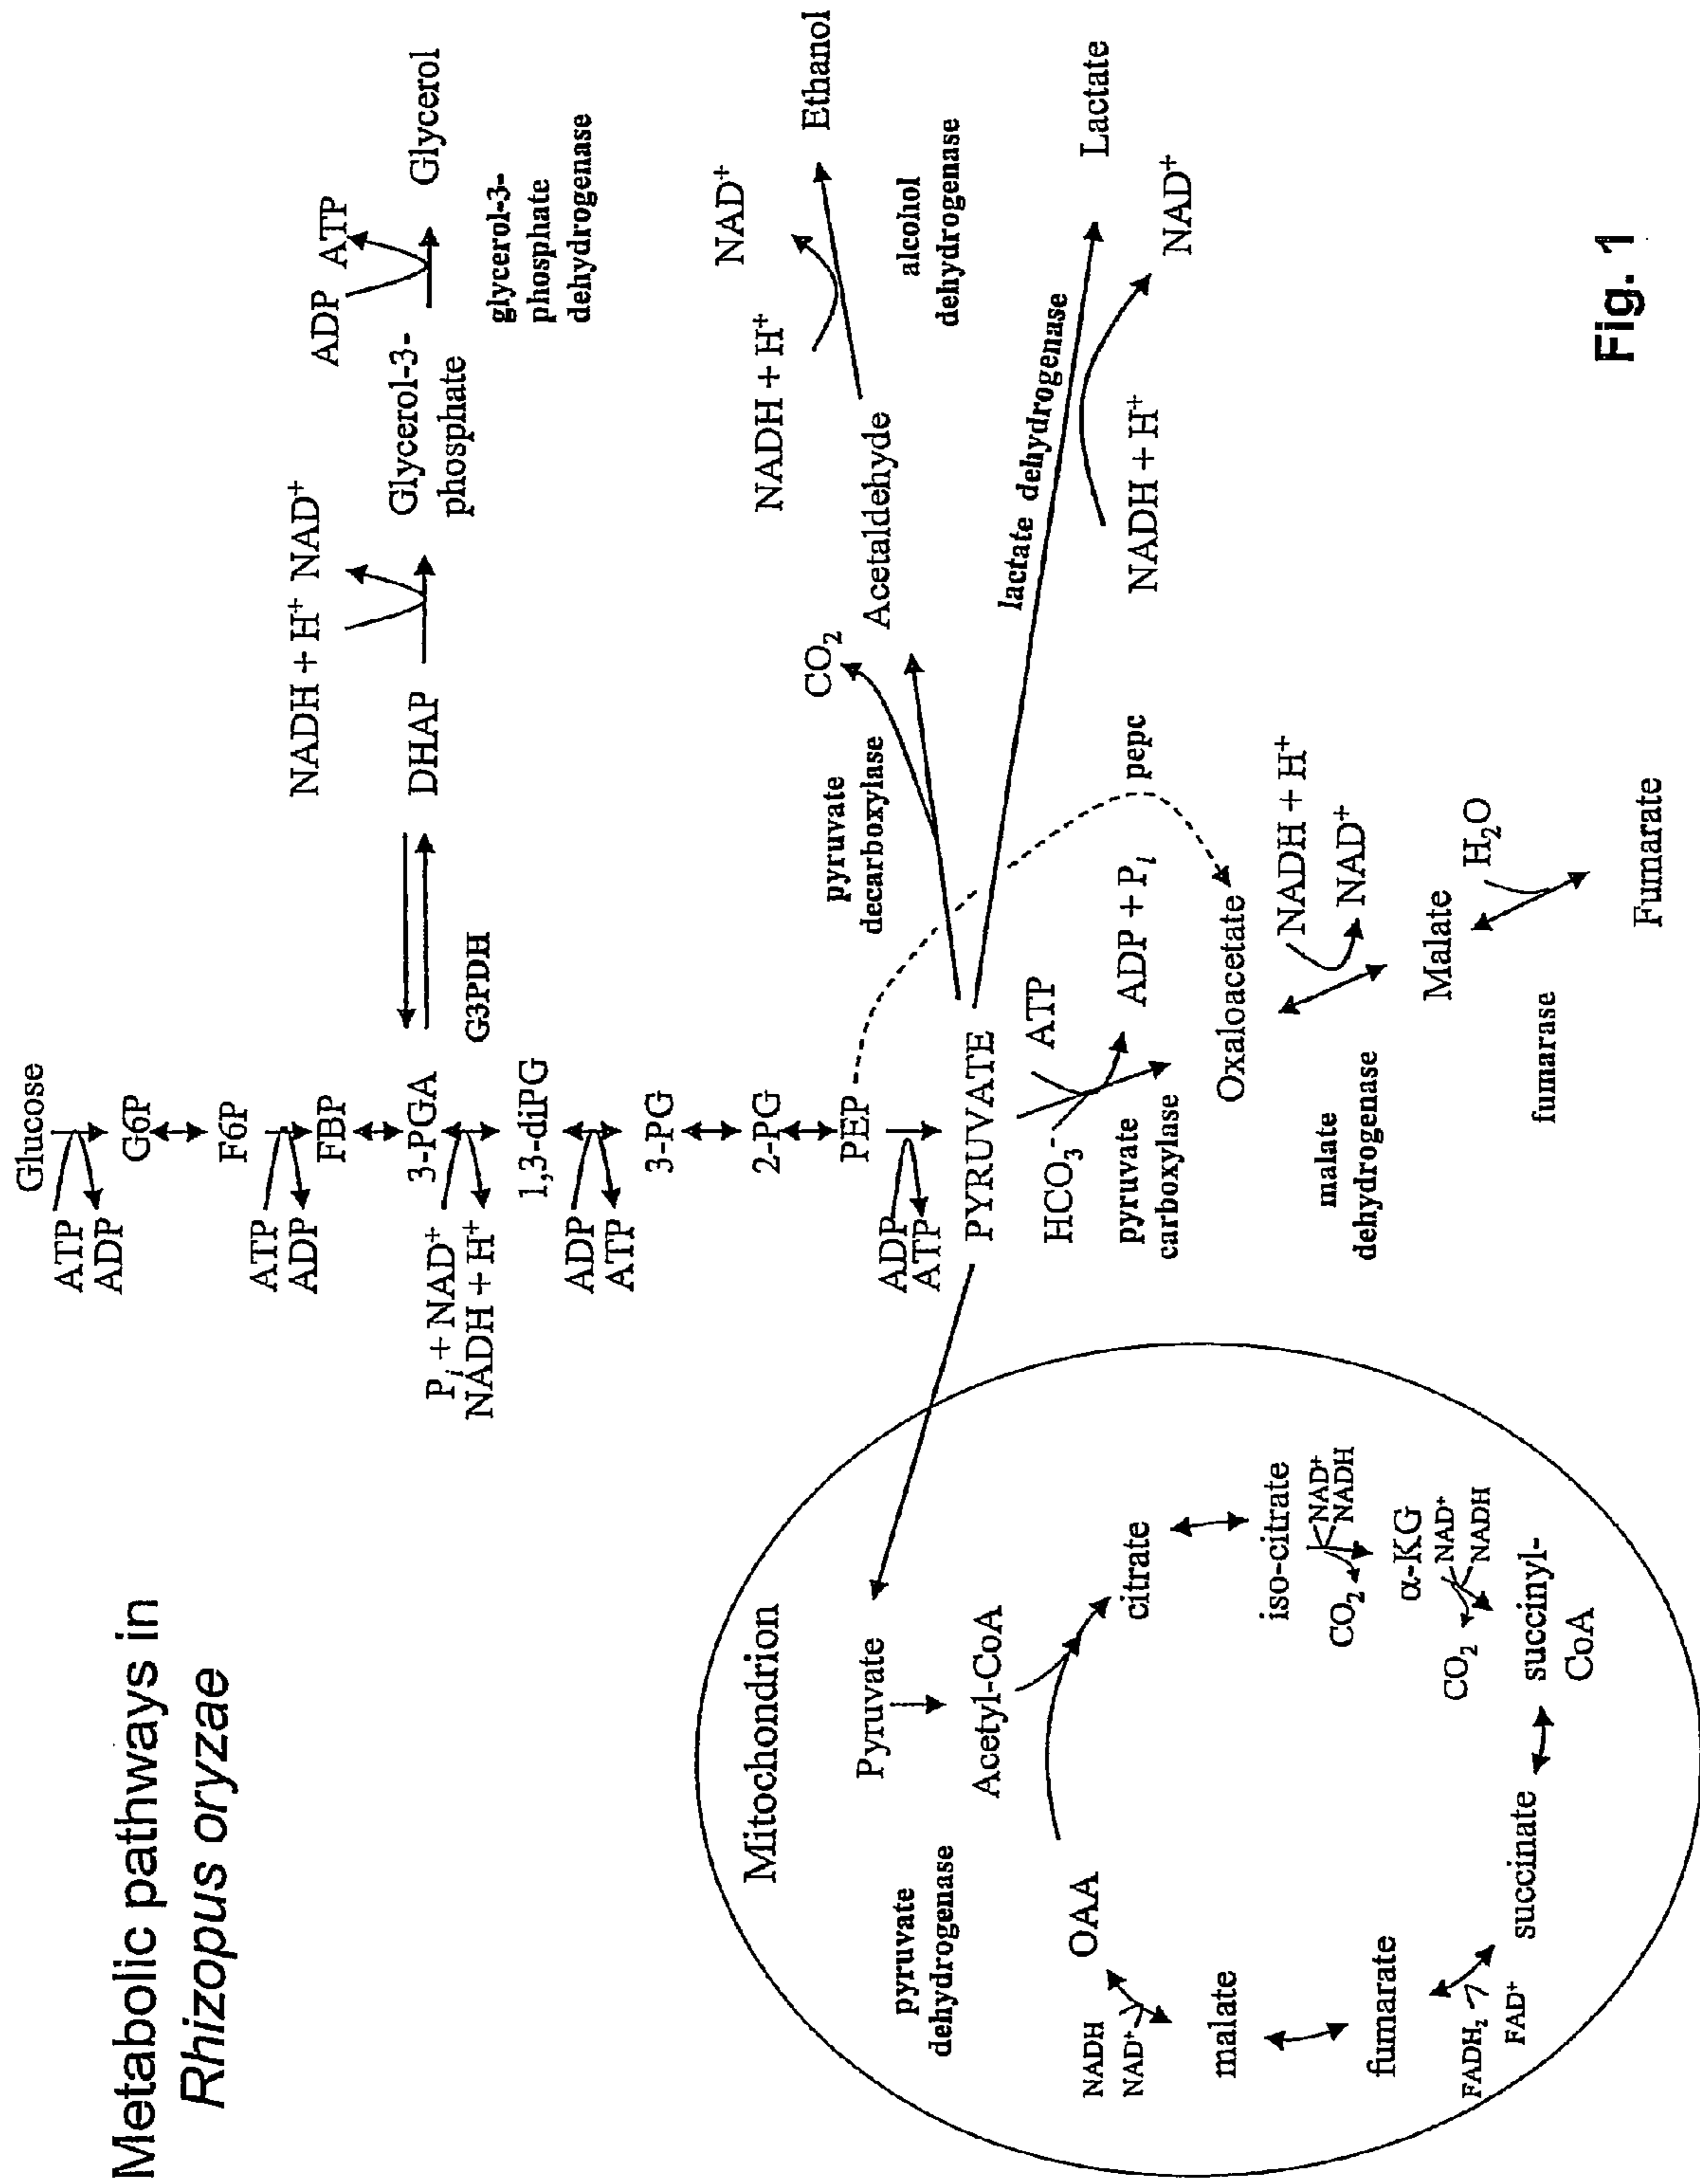 Metabolic pathways in
Rhizopus oryzae
Glucose
ATP
ADP
G6P
F6P
ATP
ADP
FBP
NADH + H⁺ NAD⁺
ADP ATP
3-PGA
DHAP
Glycerol-3-
phosphate
Glycerol
Pᵢ + NAD⁺
NADH + H⁺
G3PDH
glycerol-3-
phosphate
dehydrogenase
1,3-diPG
ADP
ATP
3-PG
2-PG
PEP
ADP
ATP
PYRUVATE
pyruvate
decarboxylase
CO₂
Acetaldehyde
NADH + H⁺
NAD⁺
Ethanol
alcohol
dehydrogenase
lactate dehydrogenase
Lactate
NADH + H⁺
NAD⁺
pepc
HCO₃⁻
ATP
ADP + Pᵢ
pyruvate
carboxylase
Oxaloacetate
NADH + H⁺
NAD⁺
malate
dehydrogenase
Malate
H₂O
fumarase
Fumarate
Mitochondrion
Pyruvate
pyruvate
dehydrogenase
Acetyl-CoA
OAA
citrate
NADH
NAD⁺
malate
iso-citrate
NAD⁺
NADH
CO₂
α-KG
NAD⁺
NADH
CO₂
fumarate
FADH₂
FAD⁺
succinate
succinyl-
CoA
Fig. 1